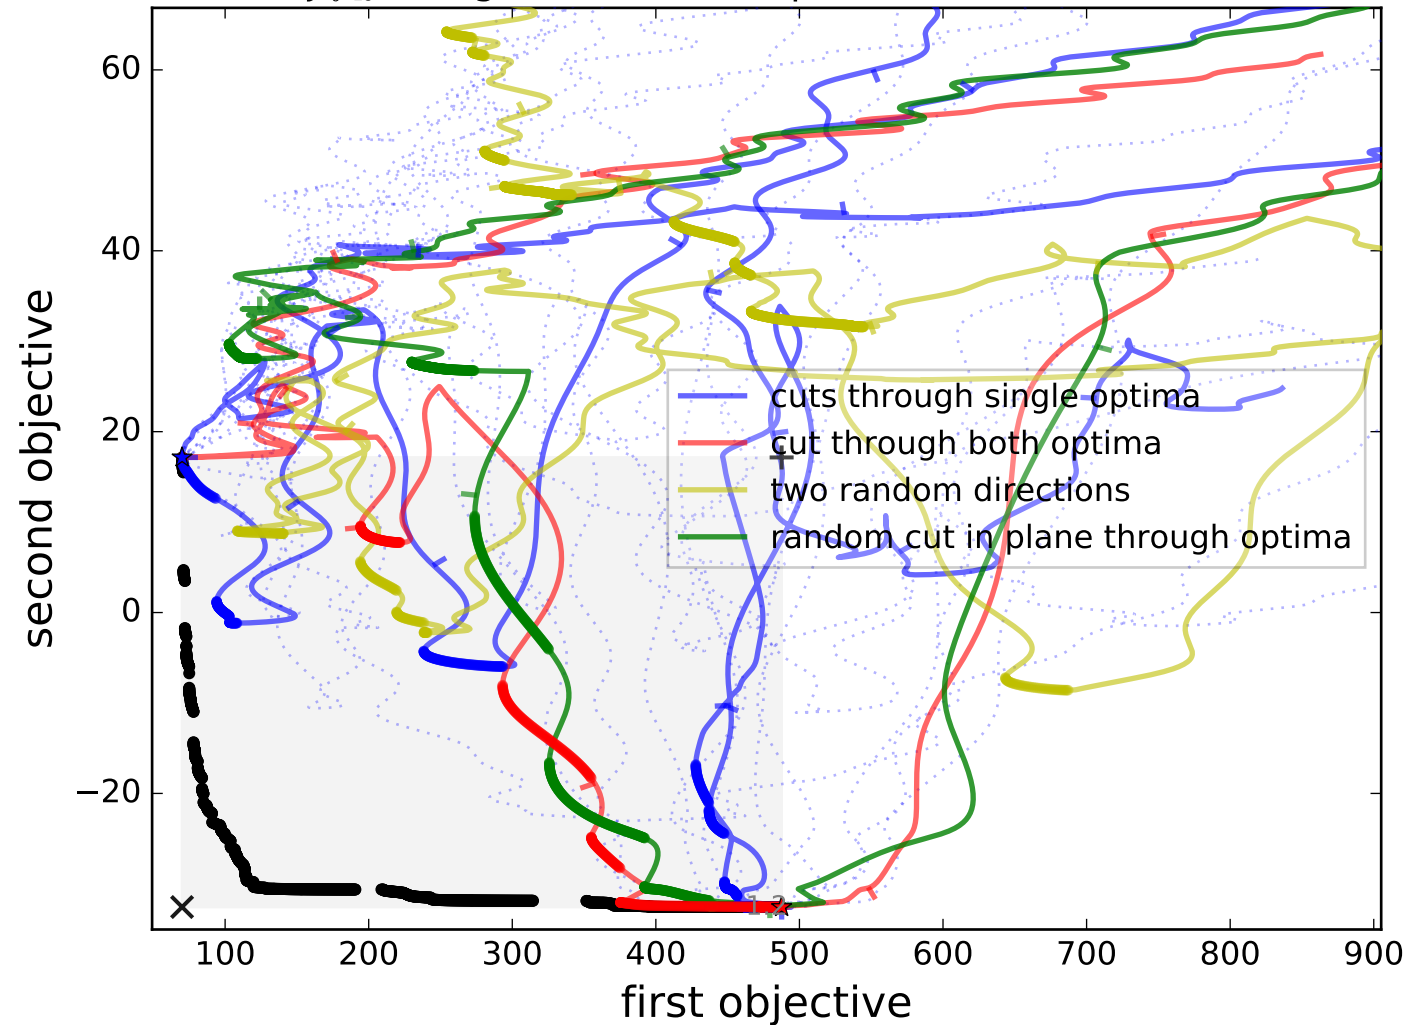 60
40
20
0
−20
second objective
cuts through single optima
cut through both optima
two random directions
random cut in plane through optima
100 200 300 400 500 600 700 800 900
first objective